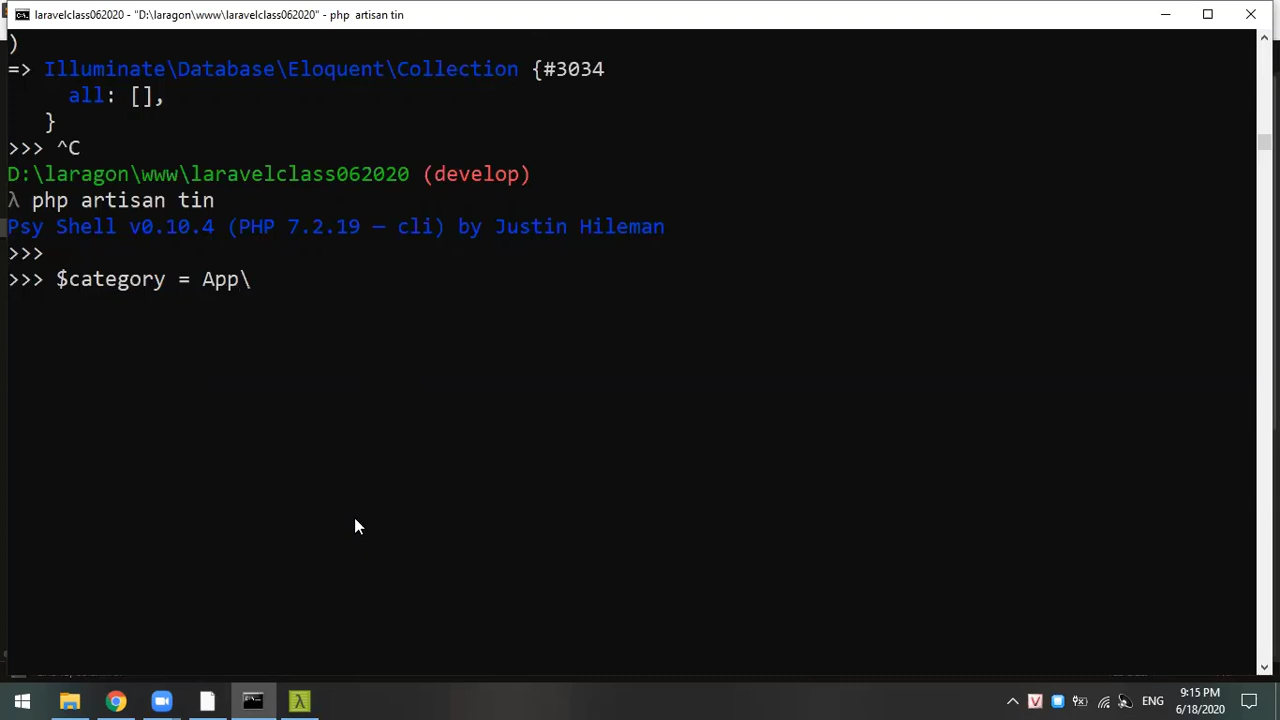 laravelclass062020 - "D:\laragon\www\laravelclass062020" - php  artisan tin
)
=> Illuminate\Database\Eloquent\Collection {#3034
all: [],
}
>>> ^C
D:\laragon\www\laravelclass062020 (develop)
λ php artisan tin
Psy Shell v0.10.4 (PHP 7.2.19 — cli) by Justin Hileman
>>>
>>> $category = App\
ENG
9:15 PM
6/18/2020